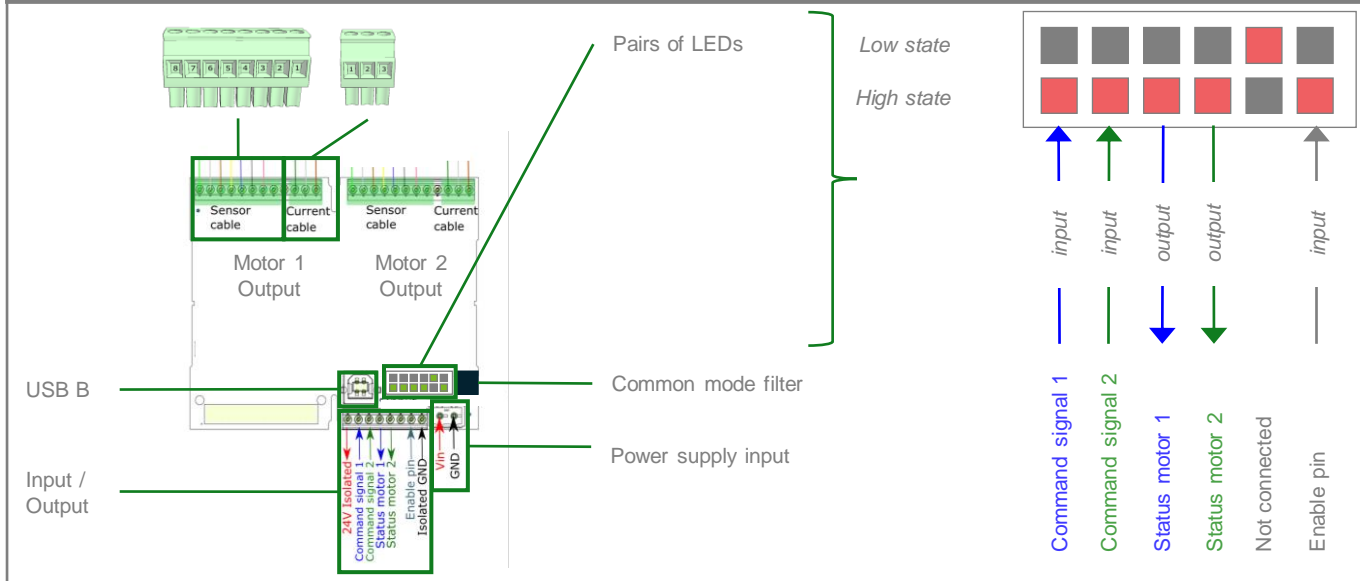 8 7 6 5 4 3 2 1
1 2 3
Pairs of LEDs
Low state
High state
Sensor
cable
Current
cable
Sensor
cable
Current
cable
Motor 1
Output
Motor 2
Output
input
input
output
output
input
USB B
Common mode filter
Input /
Output
Power supply input
24V Isolated
Command signal 1
Command signal 2
Status motor 1
Status motor 2
Enable pin
Isolated GND
Vin
GND
Command signal 1
Command signal 2
Status motor 1
Status motor 2
Not connected
Enable pin